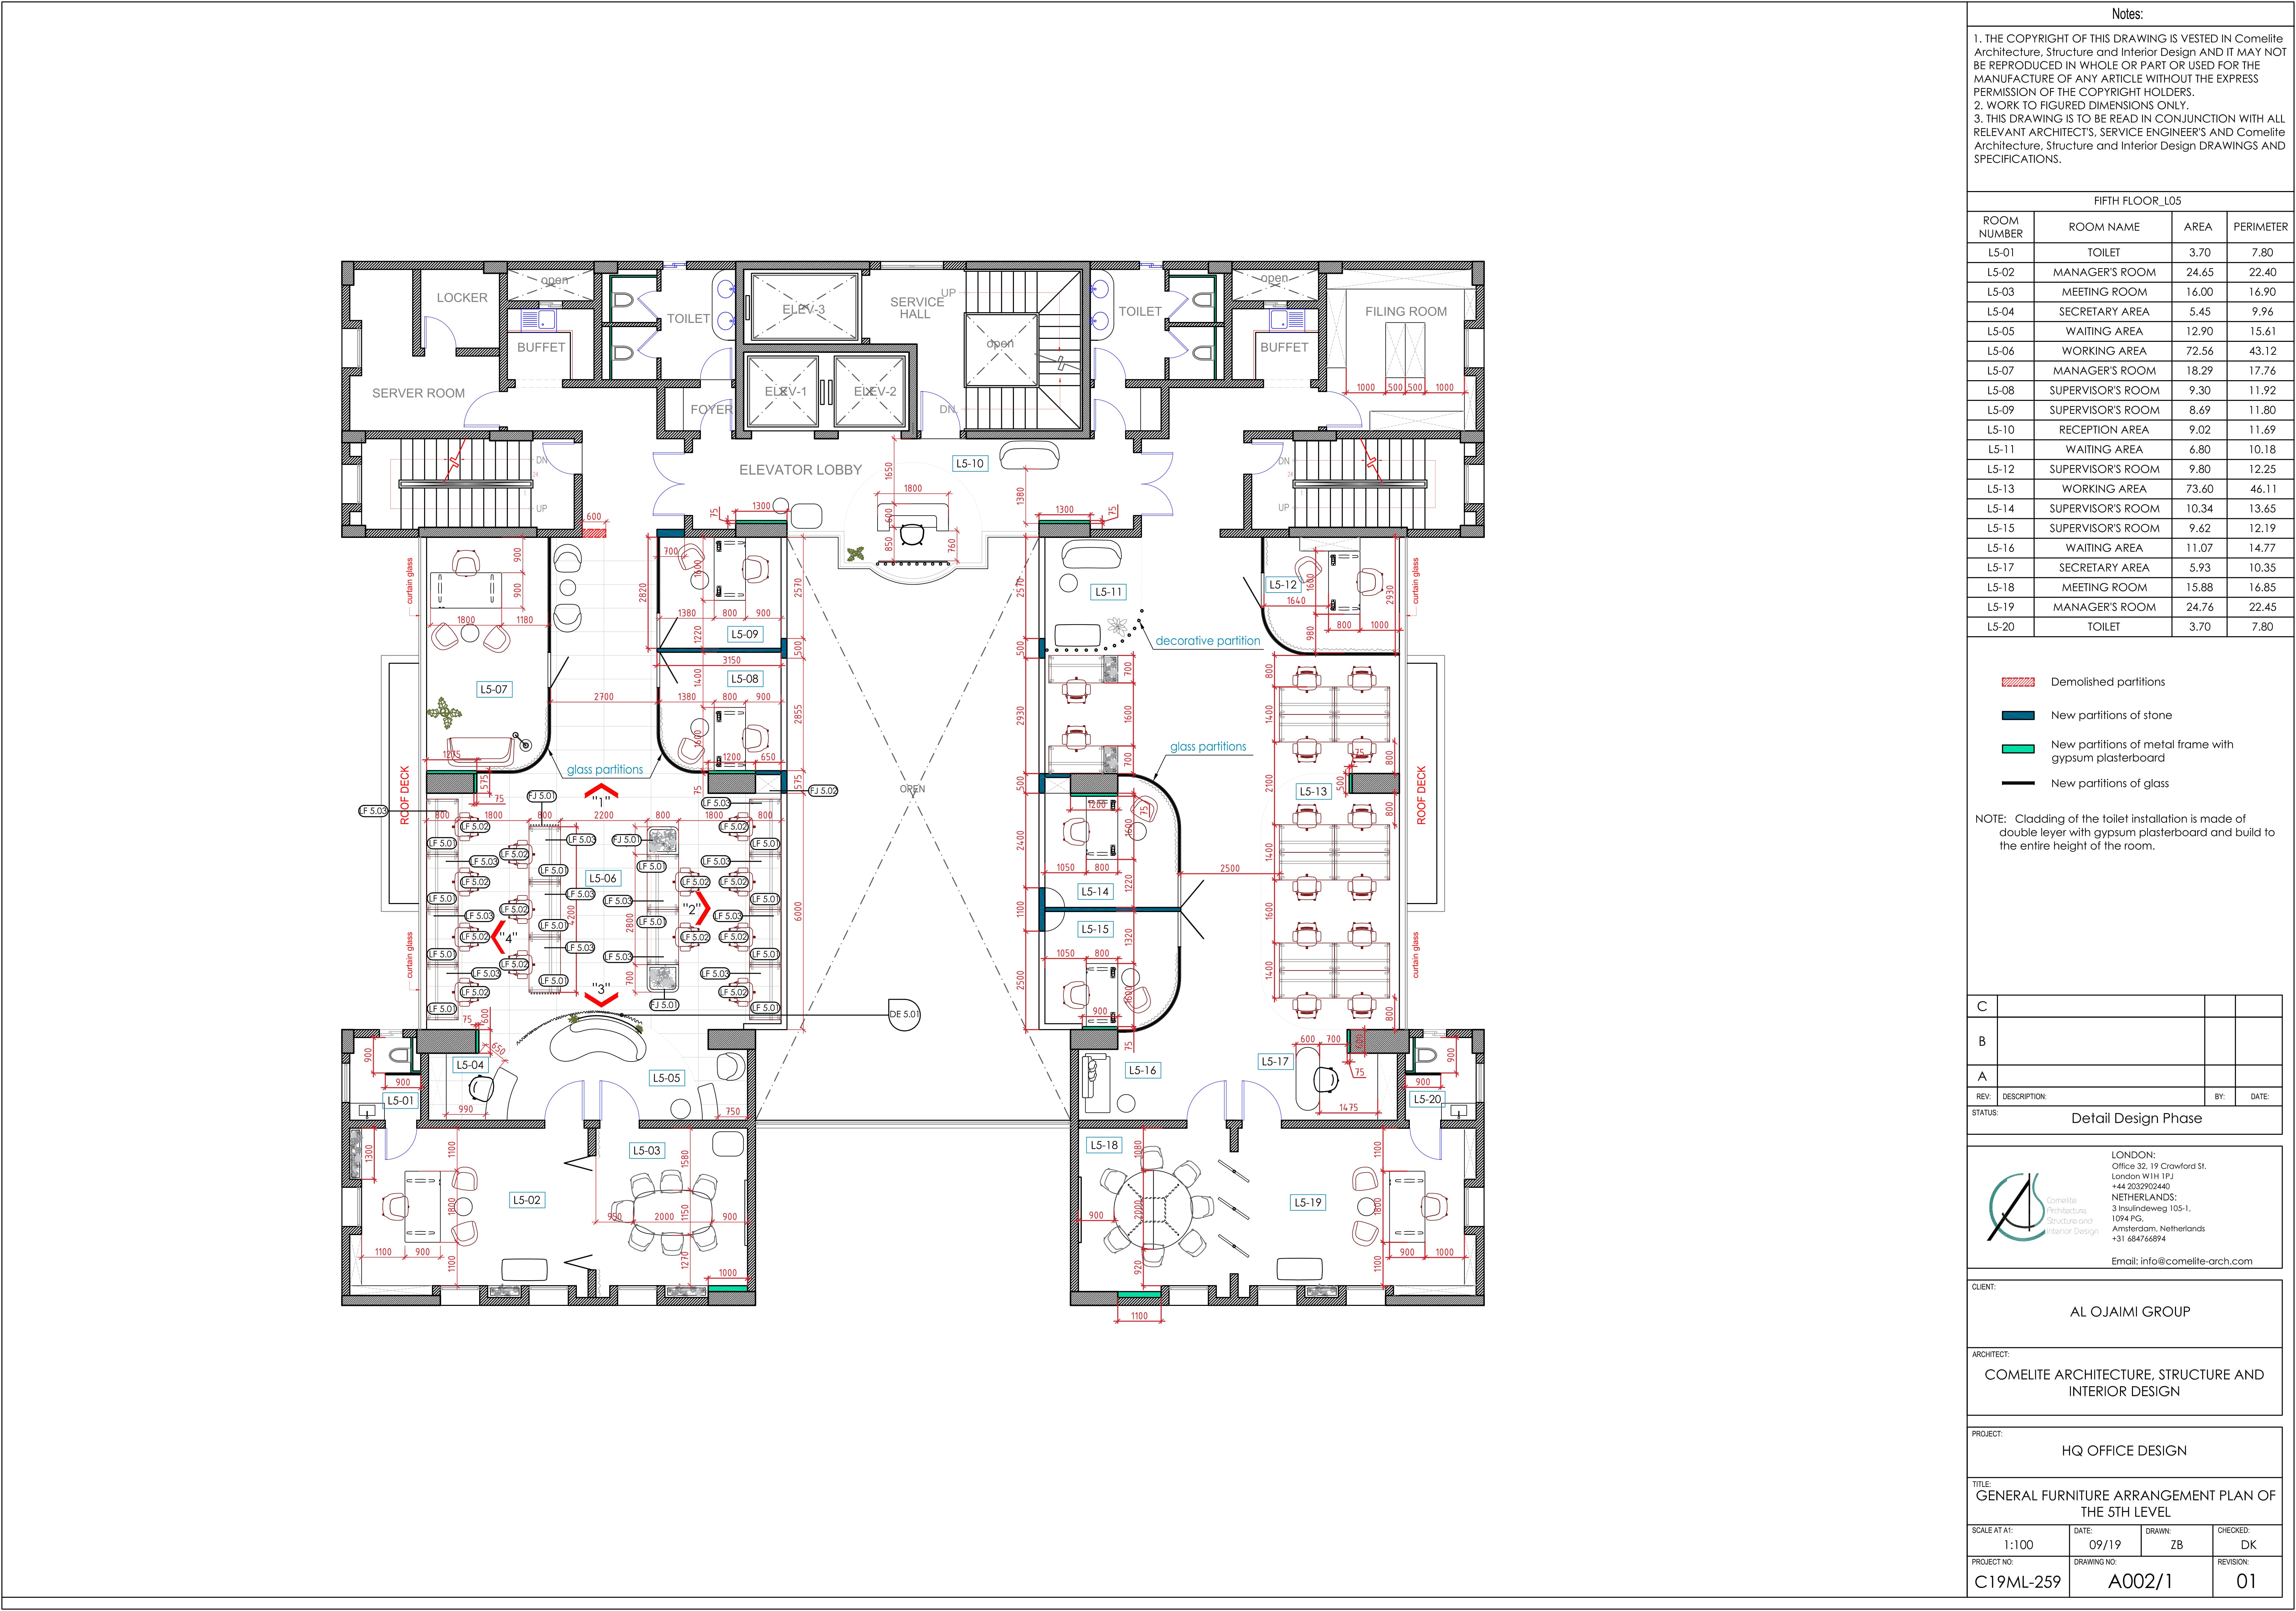 Notes:
1. THE COPYRIGHT OF THIS DRAWING IS VESTED IN Comelite
Architecture, Structure and Interior Design AND IT MAY NOT
BE REPRODUCED IN WHOLE OR PART OR USED FOR THE
MANUFACTURE OF ANY ARTICLE WITHOUT THE EXPRESS
PERMISSION OF THE COPYRIGHT HOLDERS.
2. WORK TO FIGURED DIMENSIONS ONLY.
3. THIS DRAWING IS TO BE READ IN CONJUNCTION WITH ALL
RELEVANT ARCHITECT'S, SERVICE ENGINEER'S AND Comelite
Architecture, Structure and Interior Design DRAWINGS AND
SPECIFICATIONS.
FIFTH FLOOR_L05
ROOM NUMBER ROOM NAME AREA PERIMETER
L5-01 TOILET 3.70 7.80
L5-02 MANAGER'S ROOM 24.65 22.40
L5-03 MEETING ROOM 16.00 16.90
L5-04 SECRETARY AREA 5.45 9.96
L5-05 WAITING AREA 12.90 15.61
L5-06 WORKING AREA 72.56 43.12
L5-07 MANAGER'S ROOM 18.29 17.76
L5-08 SUPERVISOR'S ROOM 9.30 11.92
L5-09 SUPERVISOR'S ROOM 8.69 11.80
L5-10 RECEPTION AREA 9.02 11.69
L5-11 WAITING AREA 6.80 10.18
L5-12 SUPERVISOR'S ROOM 9.80 12.25
L5-13 WORKING AREA 73.60 46.11
L5-14 SUPERVISOR'S ROOM 10.34 13.65
L5-15 SUPERVISOR'S ROOM 9.62 12.19
L5-16 WAITING AREA 11.07 14.77
L5-17 SECRETARY AREA 5.93 10.35
L5-18 MEETING ROOM 15.88 16.85
L5-19 MANAGER'S ROOM 24.76 22.45
L5-20 TOILET 3.70 7.80
Demolished partitions
New partitions of stone
New partitions of metal frame with
gypsum plasterboard
New partitions of glass
NOTE: Cladding of the toilet installation is made of
double leyer with gypsum plasterboard and build to
the entire height of the room.
C
B
A
REV: DESCRIPTION: BY: DATE:
STATUS:
Detail Design Phase
Comelite
Architecture,
Structure and
Interior Design
LONDON:
Office 32, 19 Crawford St.
London W1H 1PJ
+44 2032902440
NETHERLANDS:
3 Insulindeweg 105-1,
1094 PG,
Amsterdam, Netherlands
+31 684766894
Email: info@comelite-arch.com
CLIENT:
AL OJAIMI GROUP
ARCHITECT:
COMELITE ARCHITECTURE, STRUCTURE AND
INTERIOR DESIGN
PROJECT:
HQ OFFICE DESIGN
TITLE:
GENERAL FURNITURE ARRANGEMENT PLAN OF
THE 5TH LEVEL
SCALE AT A1: DATE: DRAWN: CHECKED:
1:100 09/19 ZB DK
PROJECT NO: DRAWING NO: REVISION:
C19ML-259 A002/1 01
LOCKER
open
BUFFET
TOILET
SERVER ROOM
FOYER
ELEV-3
ELEV-1
ELEV-2
SERVICE
HALL
UP
open
DN
TOILET
open
BUFFET
FILING ROOM
1000 500 500 1000
DN
UP
ELEVATOR LOBBY
L5-10
DN
UP
1650
1800
600
850
760
1380
1300
75
1300
75
600
curtain glass
ROOF DECK
curtain glass
900
900
1800 1180
L5-07
1275
575
75
2820
700
1600
1380 800 900
1220
L5-09
3150
1400
L5-08
2700
1380 800 900
1600
1200 650
75
575
2570
500
2855
6000
glass partitions
FJ 5.02
FJ 5.01
"1"
LF 5.03
800 1800 800 2200 800 1800 800
LF 5.02
LF 5.01
LF 5.03
FJ 5.01
L5-06
4200
2800
700
"2"
"4"
"3"
FJ 5.01
DE 5.01
OPEN
L5-11
decorative partition
glass partitions
L5-12
1640
1600
800 1000
980
2930
curtain glass
ROOF DECK
curtain glass
2570
500
2930
500
2400
1100
2500
700
1600
700
1200
75
1600
1050 800
L5-14
1220
L5-15
1320
1050 800
1600
900
75
2500
800
1400
2100
1400
1600
1400
L5-13
75
500
800
800
800
75
600
650
L5-04
990
L5-05
750
900
900
L5-01
1300
1100
1800
1100
1100 900
L5-02
L5-03
1580
950 2000 900
1150
1270
1000
L5-16
L5-17
600 700
600
75
1475
900
900
L5-20
L5-18
1080
900
2000
920
1100
L5-19
1100
1800
1100
900 1000